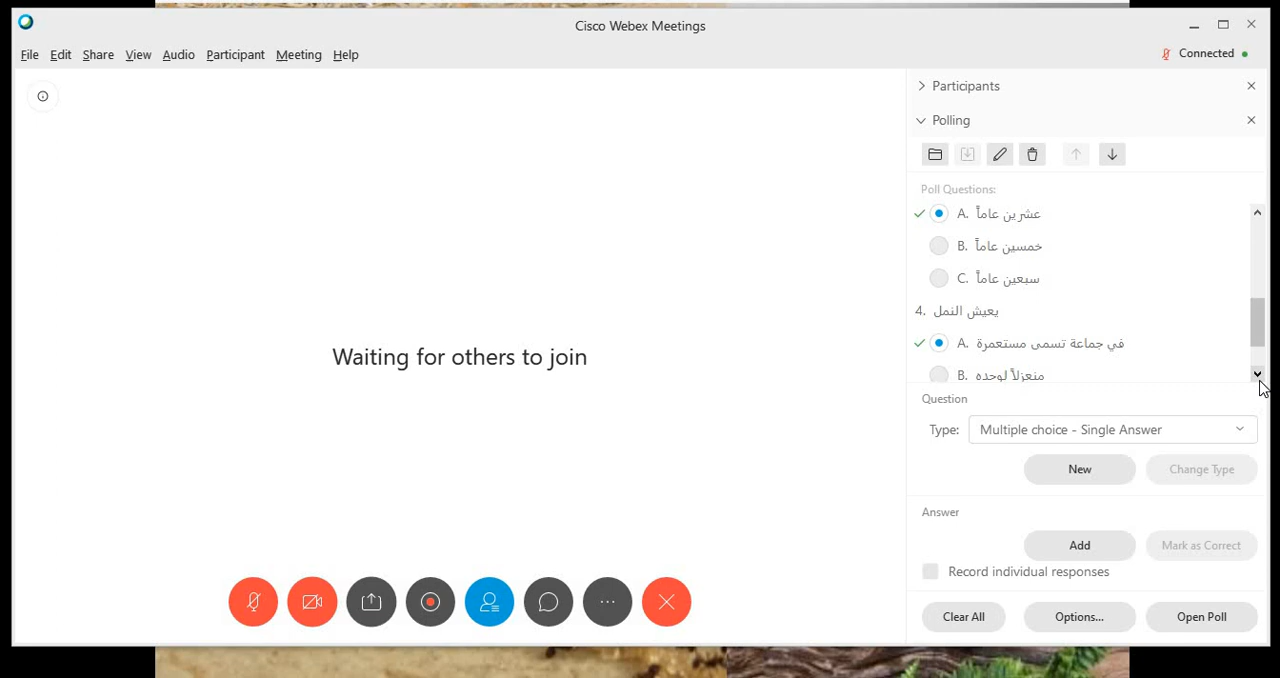 Cisco Webex Meetings
File Edit Share View Audio Participant Meeting Help
Connected
Participants
Polling
Poll Questions:
A. عشرين عاماً
B. خمسين عاماً
C. سبعين عاماً
4. يعيش النمل
A. في جماعة تسمى مستعمرة
B. منعزلاً لوحده
Waiting for others to join
Question
Type: Multiple choice - Single Answer
New Change Type
Answer
Add Mark as Correct
Record individual responses
Clear All Options... Open Poll